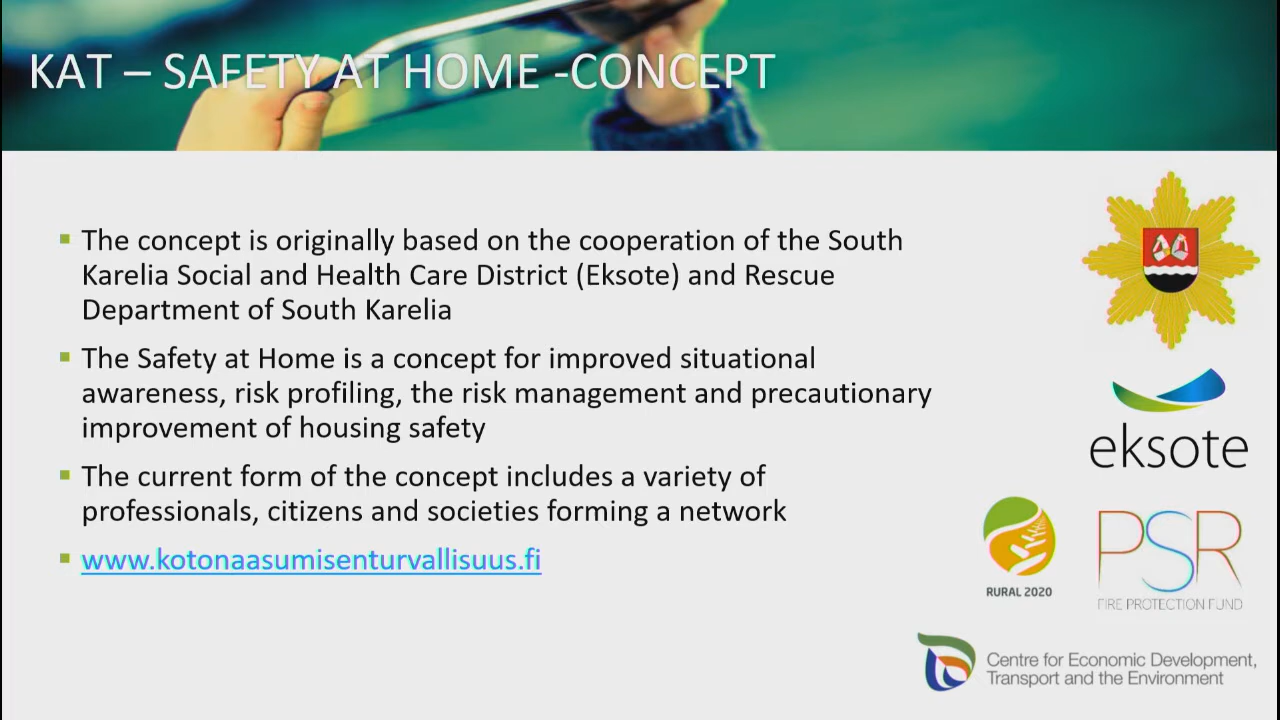 KAT – SAFETY AT HOME -CONCEPT
The concept is originally based on the cooperation of the South
Karelia Social and Health Care District (Eksote) and Rescue
Department of South Karelia
The Safety at Home is a concept for improved situational
awareness, risk profiling, the risk management and precautionary
improvement of housing safety
The current form of the concept includes a variety of
professionals, citizens and societies forming a network
www.kotonaasumisenturvallisuus.fi
eksote
RURAL 2020
PSR
FIRE PROTECTION FUND
Centre for Economic Development,
Transport and the Environment